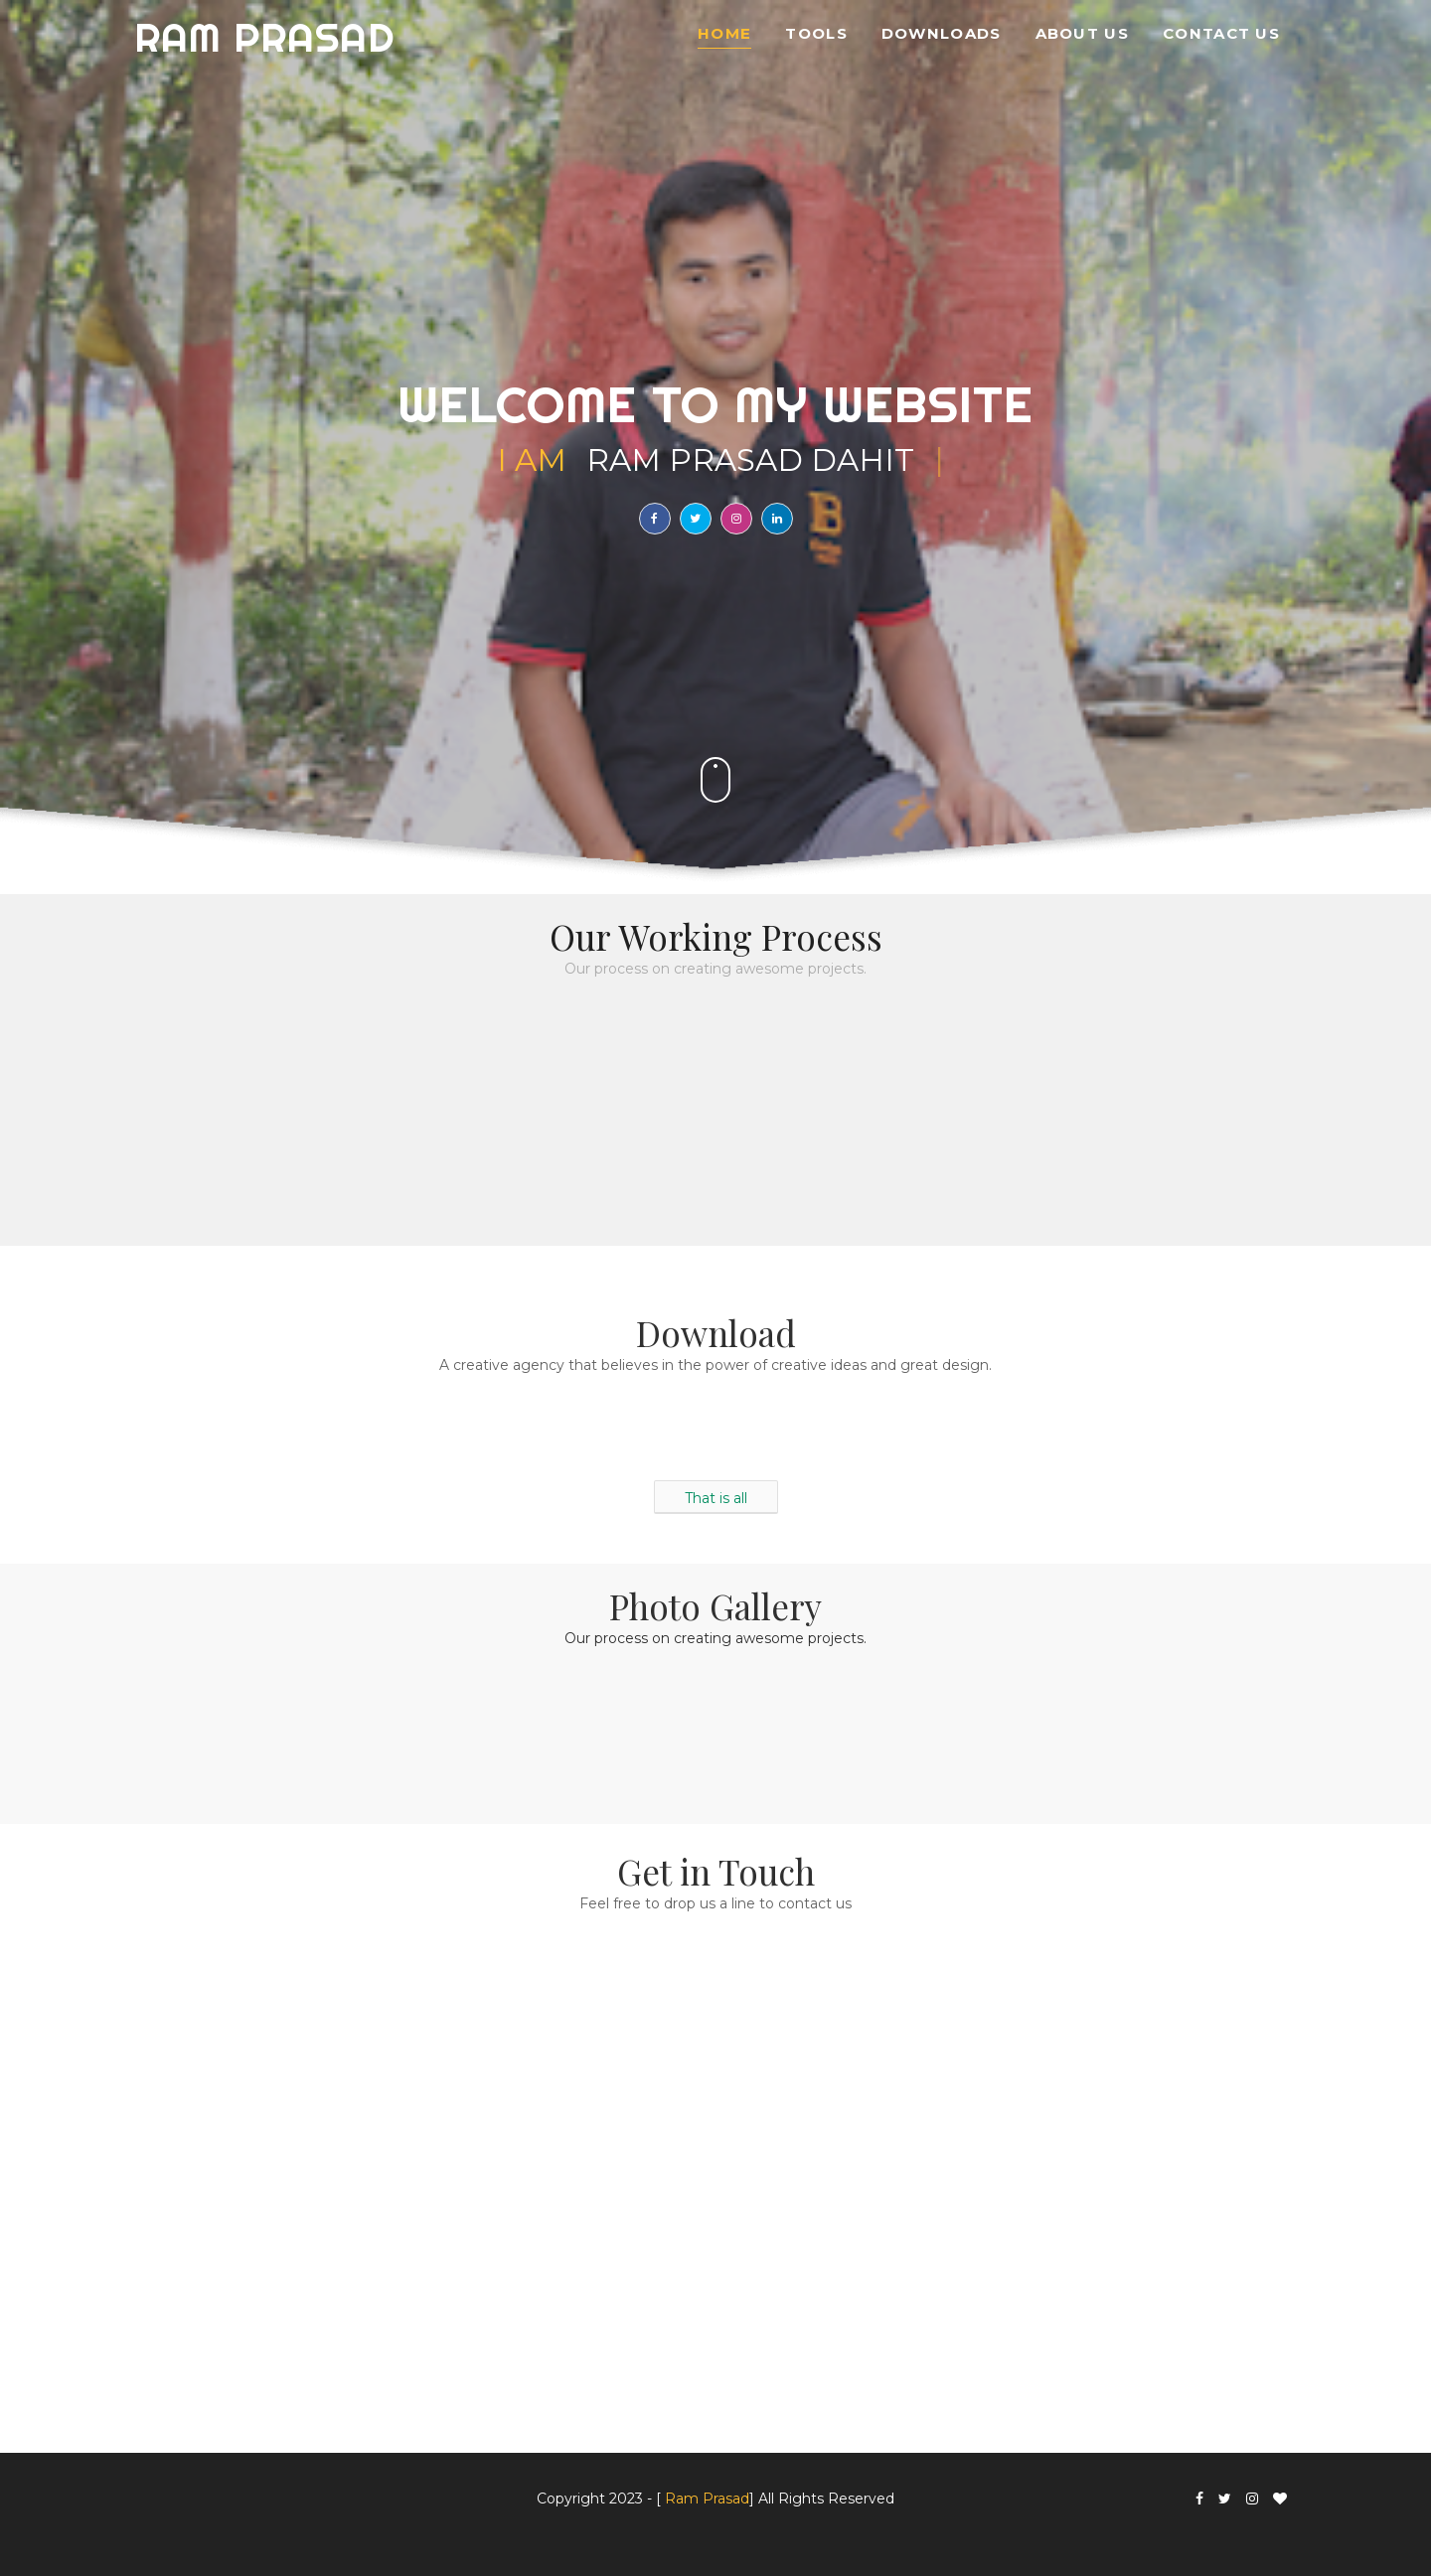 RAM PRASAD
HOME TOOLS DOWNLOADS ABOUT US CONTACT US
WELCOME TO MY WEBSITE
I AM RAM PRASAD DAHIT |
Our Working Process
Our process on creating awesome projects.
Download
A creative agency that believes in the power of creative ideas and great design.
That is all
Photo Gallery
Our process on creating awesome projects.
Get in Touch
Feel free to drop us a line to contact us
Copyright 2023 - [ Ram Prasad] All Rights Reserved